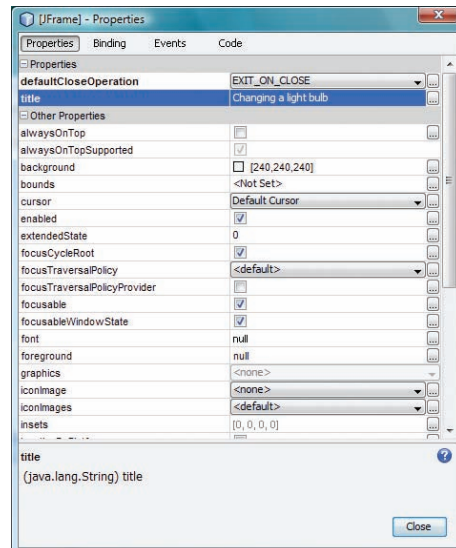 [JFrame] - Properties
Properties Binding Events Code
Properties
defaultCloseOperation EXIT_ON_CLOSE
title Changing a light bulb
Other Properties
alwaysOnTop
alwaysOnTopSupported
background [240,240,240]
bounds <Not Set>
cursor Default Cursor
enabled
extendedState 0
focusCycleRoot
focusTraversalPolicy <default>
focusTraversalPolicyProvider
focusable
focusableWindowState
font null
foreground null
graphics <none>
iconImage <none>
iconImages <default>
insets [0, 0, 0, 0]
title
(java.lang.String) title
Close